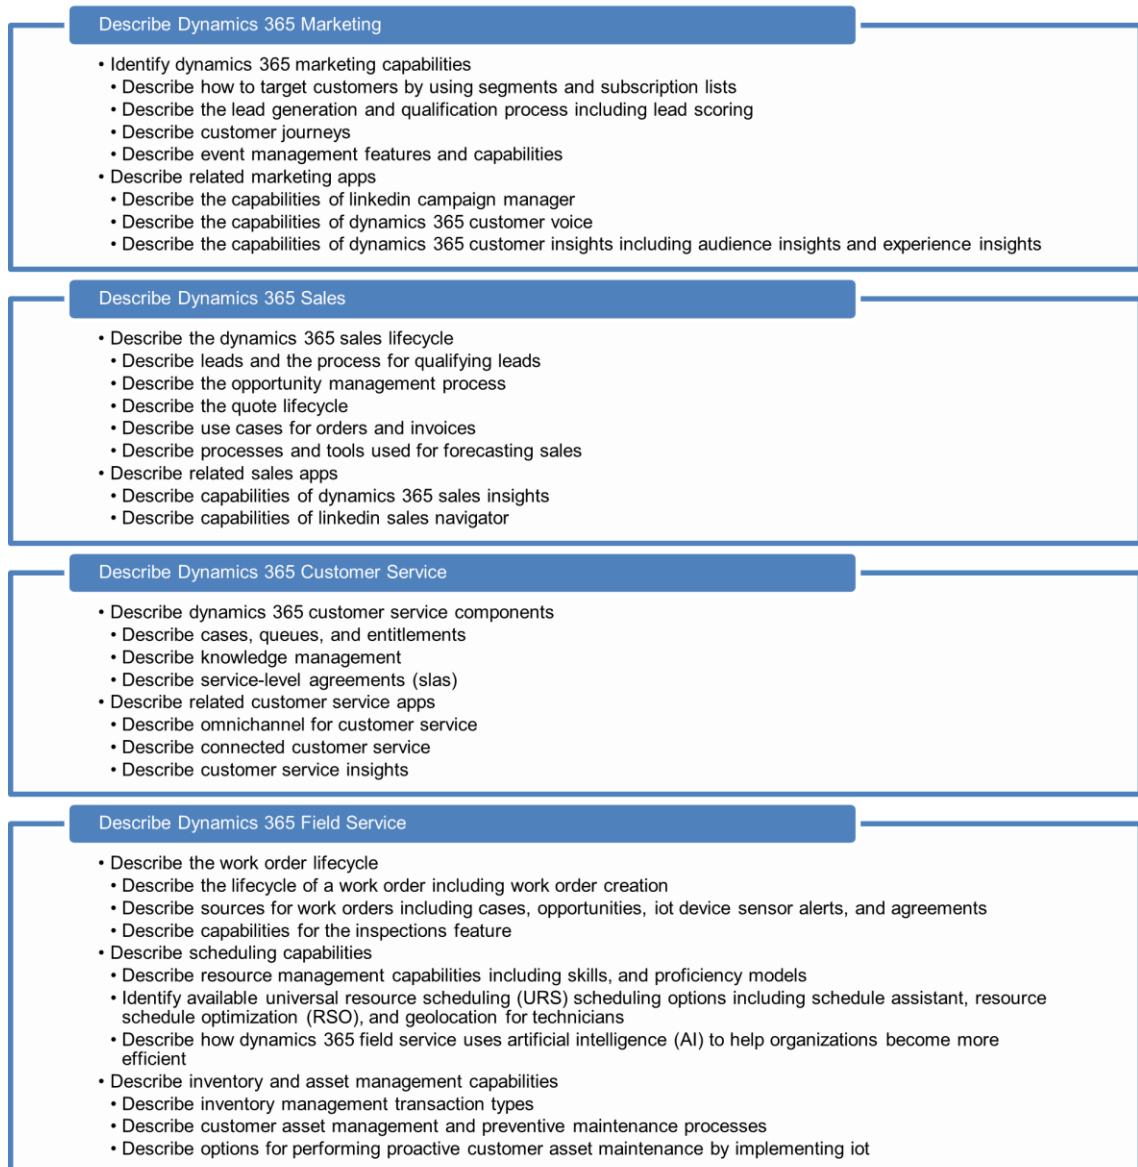 Describe Dynamics 365 Marketing
• Identify dynamics 365 marketing capabilities
• Describe how to target customers by using segments and subscription lists
• Describe the lead generation and qualification process including lead scoring
• Describe customer journeys
• Describe event management features and capabilities
• Describe related marketing apps
• Describe the capabilities of linkedin campaign manager
• Describe the capabilities of dynamics 365 customer voice
• Describe the capabilities of dynamics 365 customer insights including audience insights and experience insights
Describe Dynamics 365 Sales
• Describe the dynamics 365 sales lifecycle
• Describe leads and the process for qualifying leads
• Describe the opportunity management process
• Describe the quote lifecycle
• Describe use cases for orders and invoices
• Describe processes and tools used for forecasting sales
• Describe related sales apps
• Describe capabilities of dynamics 365 sales insights
• Describe capabilities of linkedin sales navigator
Describe Dynamics 365 Customer Service
• Describe dynamics 365 customer service components
• Describe cases, queues, and entitlements
• Describe knowledge management
• Describe service-level agreements (slas)
• Describe related customer service apps
• Describe omnichannel for customer service
• Describe connected customer service
• Describe customer service insights
Describe Dynamics 365 Field Service
• Describe the work order lifecycle
• Describe the lifecycle of a work order including work order creation
• Describe sources for work orders including cases, opportunities, iot device sensor alerts, and agreements
• Describe capabilities for the inspections feature
• Describe scheduling capabilities
• Describe resource management capabilities including skills, and proficiency models
• Identify available universal resource scheduling (URS) scheduling options including schedule assistant, resource
schedule optimization (RSO), and geolocation for technicians
• Describe how dynamics 365 field service uses artificial intelligence (AI) to help organizations become more
efficient
• Describe inventory and asset management capabilities
• Describe inventory management transaction types
• Describe customer asset management and preventive maintenance processes
• Describe options for performing proactive customer asset maintenance by implementing iot